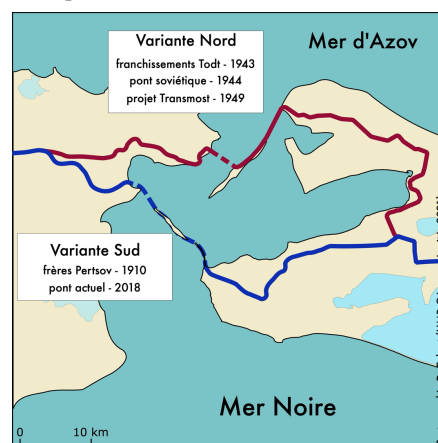 Variante Nord
franchissements Todt - 1943
pont soviétique - 1944
projet Transmost - 1949
Mer d'Azov
Variante Sud
frères Pertsov - 1910
pont actuel - 2018
Mer Noire
0 10 km